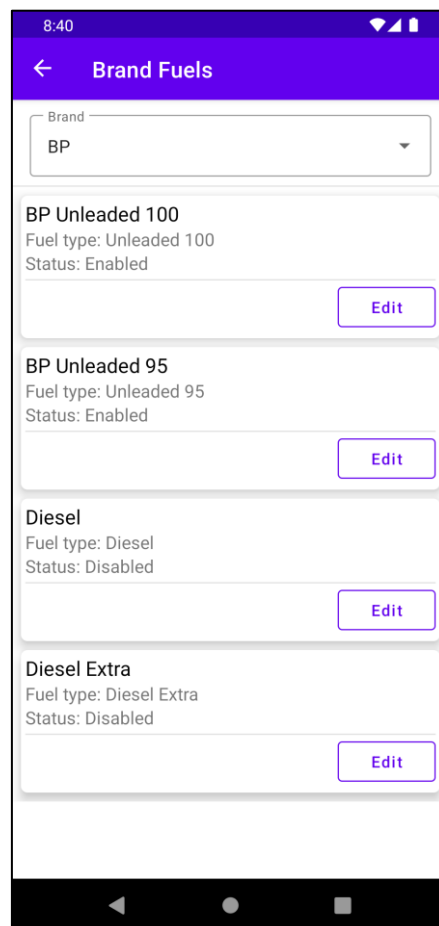 8:40
Brand Fuels
Brand
BP
BP Unleaded 100
Fuel type: Unleaded 100
Status: Enabled
Edit
BP Unleaded 95
Fuel type: Unleaded 95
Status: Enabled
Edit
Diesel
Fuel type: Diesel
Status: Disabled
Edit
Diesel Extra
Fuel type: Diesel Extra
Status: Disabled
Edit